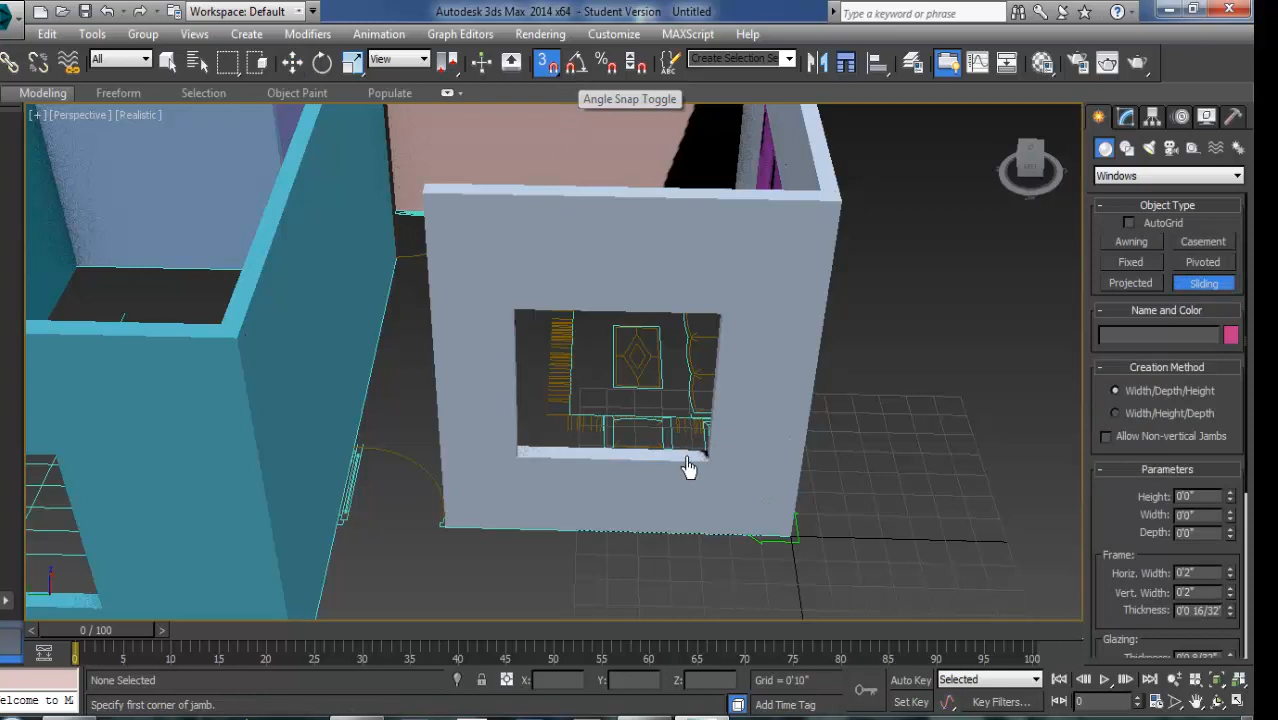 Workspace: Default
Autodesk 3ds Max 2014 x64 - Student Version Untitled
Type a keyword or phrase
Edit Tools Group Views Create Modifiers Animation Graph Editors Rendering Customize MAXScript Help
All
View
3
Create Selection Se
Modeling Freeform Selection Object Paint Populate
Angle Snap Toggle
[+] [Perspective] [Realistic]
Windows
Object Type
AutoGrid
Awning Casement
Fixed Pivoted
Projected Sliding
Name and Color
Creation Method
Width/Depth/Height
Width/Height/Depth
Allow Non-vertical Jambs
Parameters
Height: 0'0"
Width: 0'0"
Depth: 0'0"
Frame:
Horiz. Width: 0'2"
Vert. Width: 0'2"
Thickness: 0'0 16/32"
Glazing:
z
< 0 / 100 >
0 5 10 15 20 25 30 35 40 45 50 55 60 65 70 75 80 85 90 95 100
None Selected
X: Y: Z:
Grid = 0'10"
Auto Key
Selected
elcome to M
Specify first corner of jamb.
Add Time Tag
Set Key
Key Filters...
0